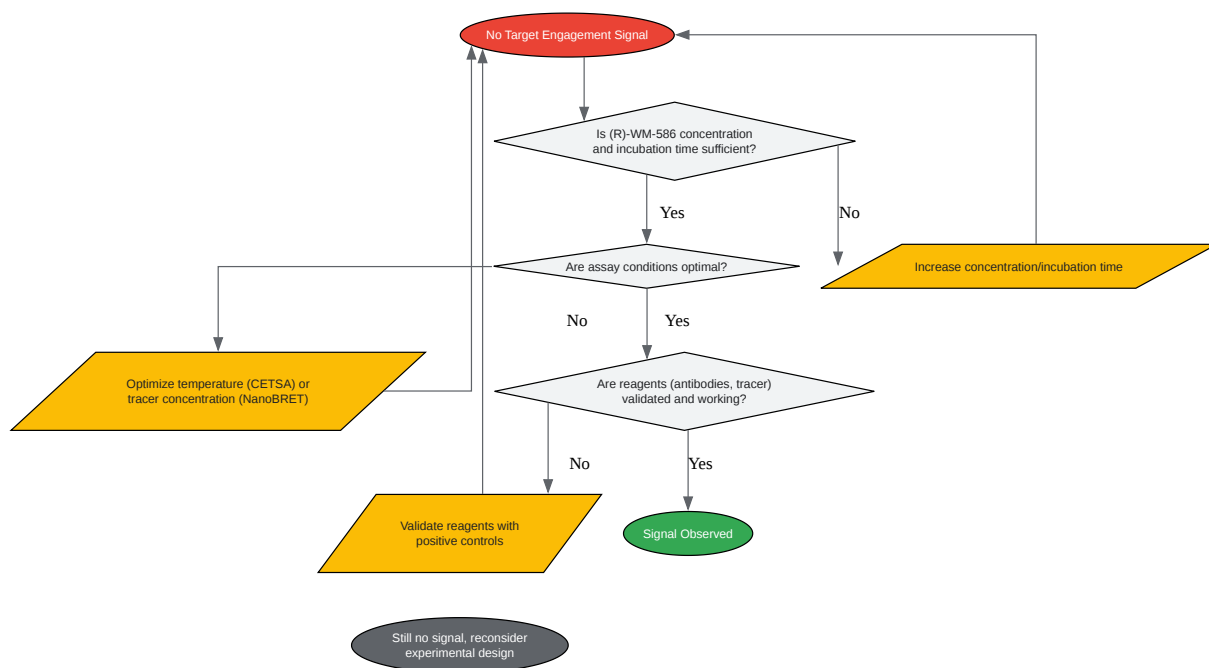 No Target Engagement Signal
Is (R)-WM-586 concentration
and incubation time sufficient?
Yes
No
Are assay conditions optimal?
Increase concentration/incubation time
No
Yes
Optimize temperature (CETSA) or
tracer concentration (NanoBRET)
Are reagents (antibodies, tracer)
validated and working?
No
Yes
Validate reagents with
positive controls
Signal Observed
Still no signal, reconsider
experimental design